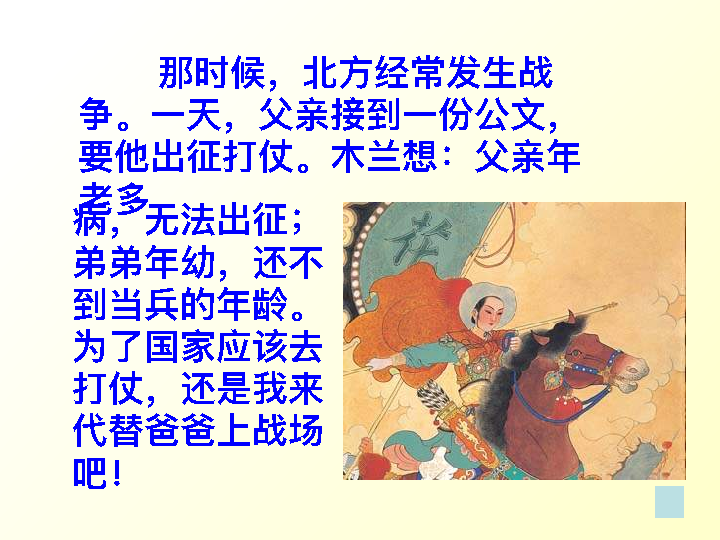 那时候，北方经常发生战
争。一天，父亲接到一份公文，
要他出征打仗。木兰想：父亲年
老多
病，无法出征；
弟弟年幼，还不
到当兵的年龄。
为了国家应该去
打仗，还是我来
代替爸爸上战场
吧！
花